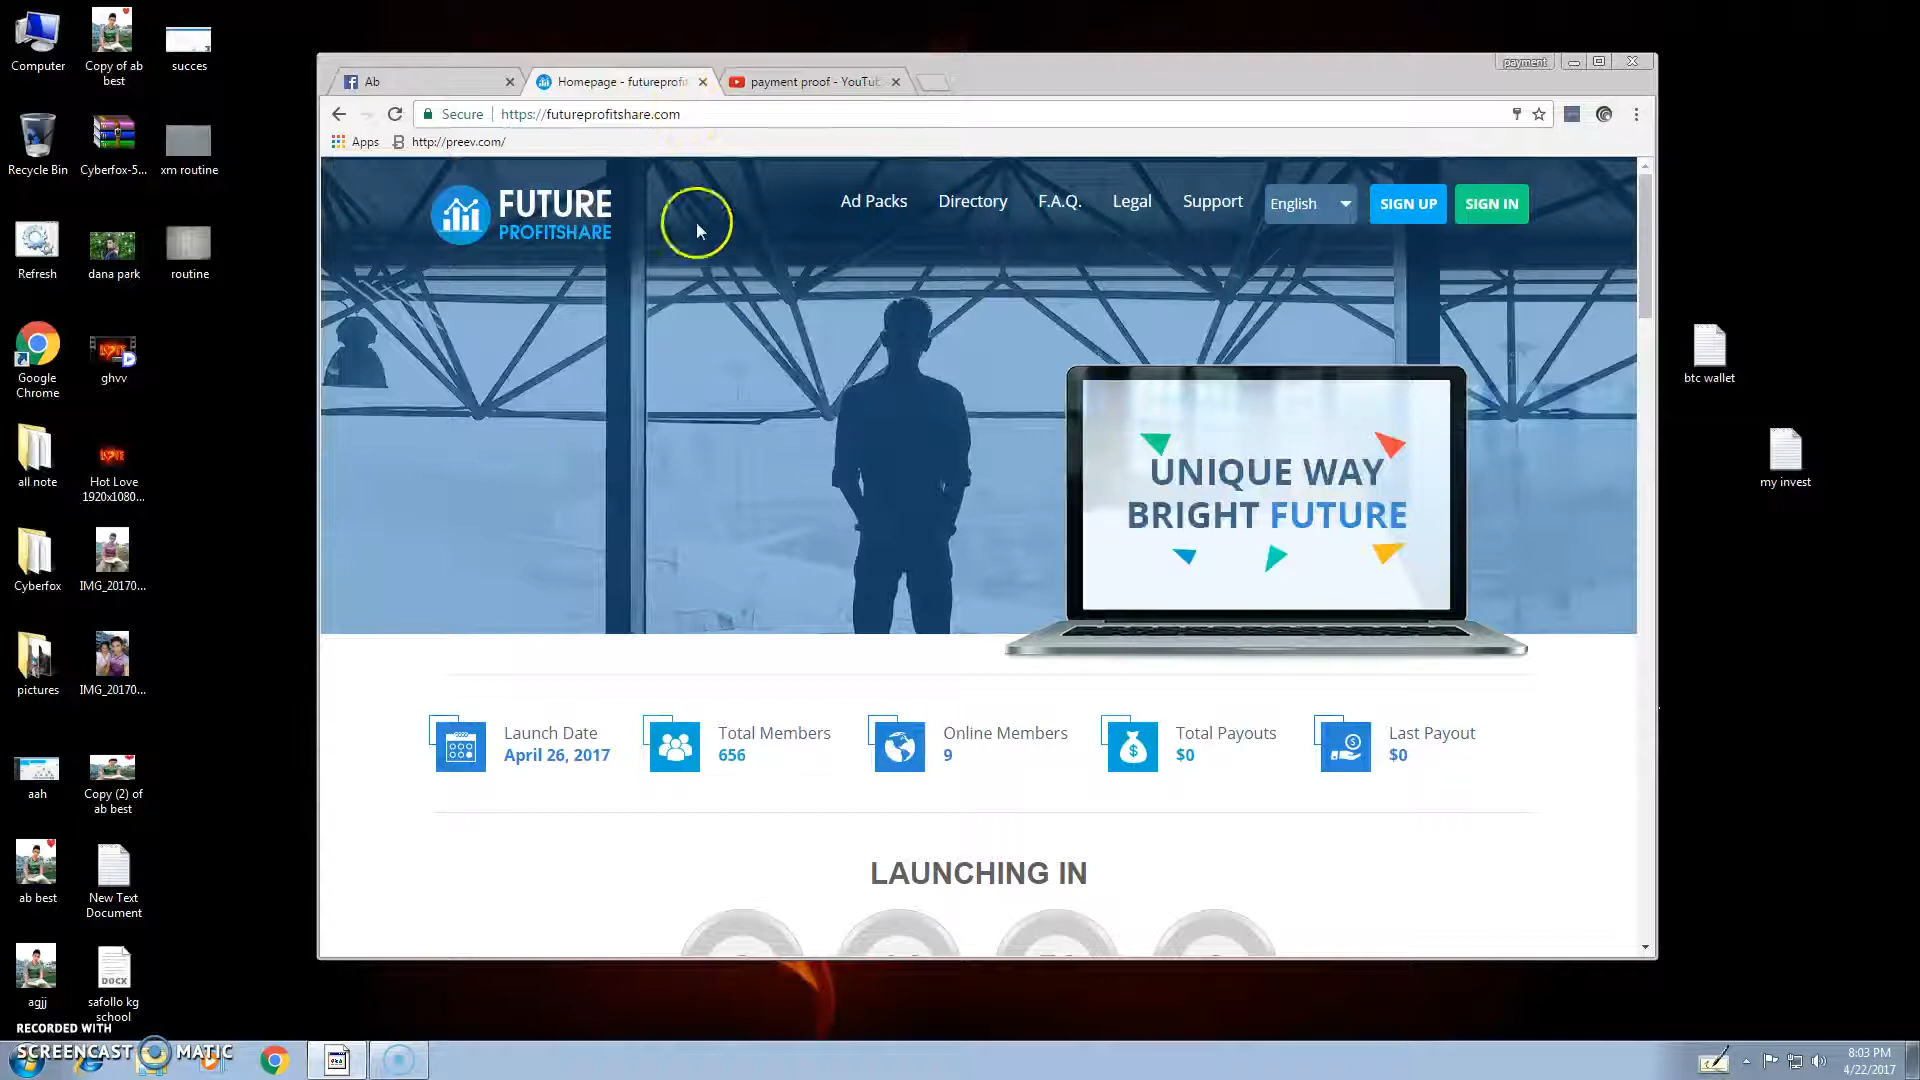 Computer
Copy of ab best
succes
Recycle Bin
Cyberfox-5...
xm routine
Refresh
dana park
routine
Google Chrome
ghvv
all note
Hot Love 1920x1080...
Cyberfox
IMG_20170...
pictures
IMG_20170...
aah
Copy (2) of ab best
ab best
New Text Document
agjj
safollo kg school
btc wallet
my invest
payment
Ab
Homepage - futureprofit
payment proof - YouTub
Secure
https://futureprofitshare.com
Apps
http://preev.com/
FUTURE
PROFITSHARE
Ad Packs
Directory
F.A.Q.
Legal
Support
English
SIGN UP
SIGN IN
UNIQUE WAY
BRIGHT FUTURE
Launch Date
April 26, 2017
Total Members
656
Online Members
9
Total Payouts
$0
Last Payout
$0
LAUNCHING IN
RECORDED WITH
SCREENCAST MATIC
8:03 PM
4/22/2017